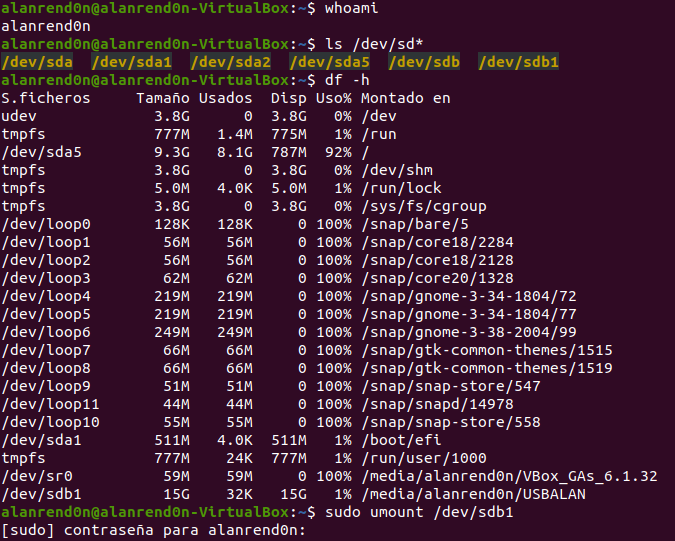 alanrend0n@alanrend0n-VirtualBox:~$ whoami
alanrend0n
alanrend0n@alanrend0n-VirtualBox:~$ ls /dev/sd*
/dev/sda  /dev/sda1  /dev/sda2  /dev/sda5  /dev/sdb  /dev/sdb1
alanrend0n@alanrend0n-VirtualBox:~$ df -h
S.ficheros     Tamaño Usados  Disp Uso% Montado en
udev             3.8G      0  3.8G   0% /dev
tmpfs            777M   1.4M  775M   1% /run
/dev/sda5        9.3G   8.1G  787M  92% /
tmpfs            3.8G      0  3.8G   0% /dev/shm
tmpfs            5.0M   4.0K  5.0M   1% /run/lock
tmpfs            3.8G      0  3.8G   0% /sys/fs/cgroup
/dev/loop0       128K   128K     0 100% /snap/bare/5
/dev/loop1        56M    56M     0 100% /snap/core18/2284
/dev/loop2        56M    56M     0 100% /snap/core18/2128
/dev/loop3        62M    62M     0 100% /snap/core20/1328
/dev/loop4       219M   219M     0 100% /snap/gnome-3-34-1804/72
/dev/loop5       219M   219M     0 100% /snap/gnome-3-34-1804/77
/dev/loop6       249M   249M     0 100% /snap/gnome-3-38-2004/99
/dev/loop7        66M    66M     0 100% /snap/gtk-common-themes/1515
/dev/loop8        66M    66M     0 100% /snap/gtk-common-themes/1519
/dev/loop9        51M    51M     0 100% /snap/snap-store/547
/dev/loop11       44M    44M     0 100% /snap/snapd/14978
/dev/loop10       55M    55M     0 100% /snap/snap-store/558
/dev/sda1        511M   4.0K  511M   1% /boot/efi
tmpfs            777M    24K  777M   1% /run/user/1000
/dev/sr0          59M    59M     0 100% /media/alanrend0n/VBox_GAs_6.1.32
/dev/sdb1         15G    32K   15G   1% /media/alanrend0n/USBALAN
alanrend0n@alanrend0n-VirtualBox:~$ sudo umount /dev/sdb1
[sudo] contraseña para alanrend0n: